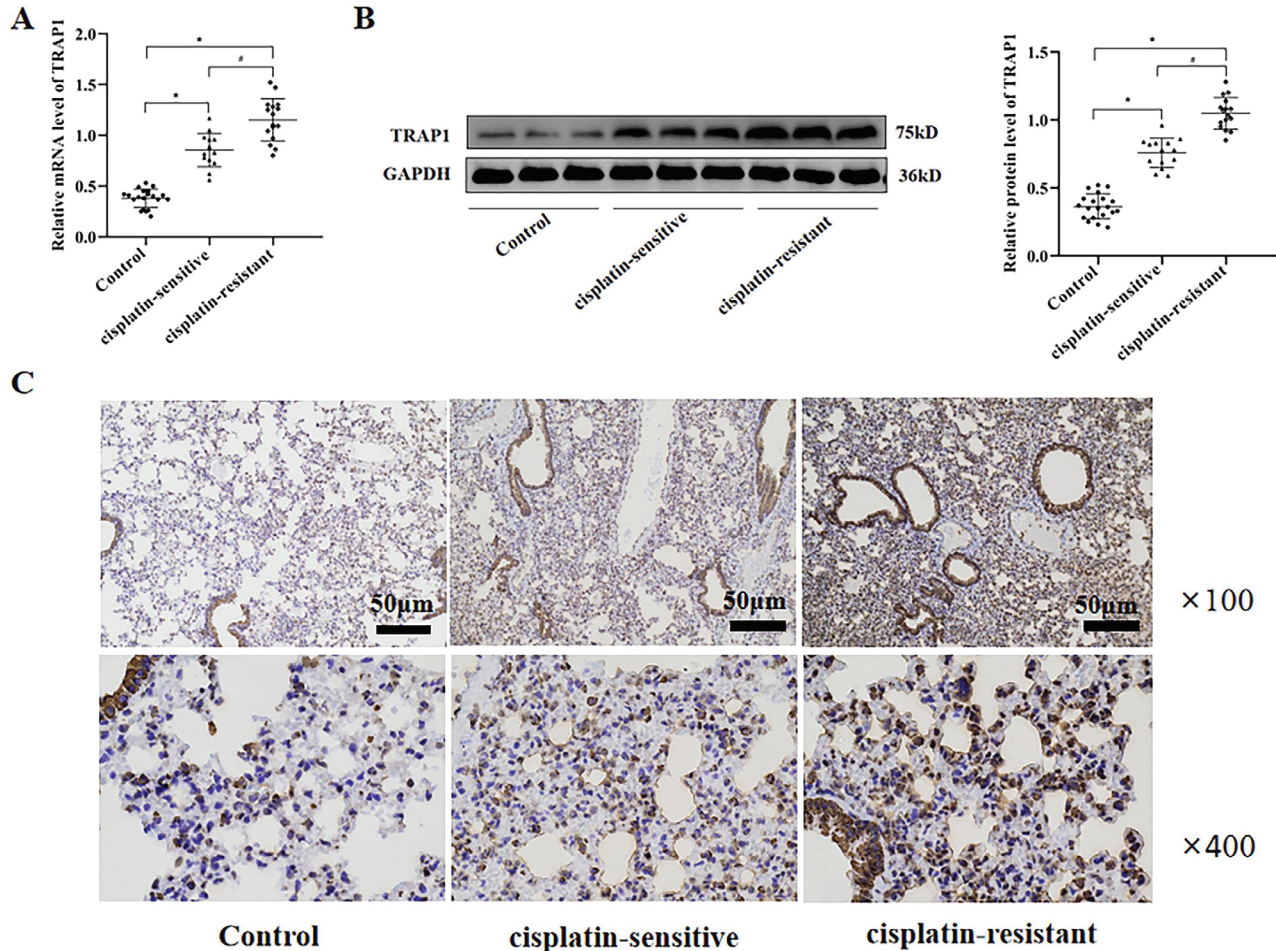 A
Relative mRNA level of TRAP1
2.0
1.5
1.0
0.5
0.0
*
#
*
Control
cisplatin-sensitive
cisplatin-resistant
B
TRAP1
75kD
GAPDH
36kD
Control
cisplatin-sensitive
cisplatin-resistant
Relative protein level of TRAP1
1.5
1.0
0.5
0.0
*
#
*
Control
cisplatin-sensitive
cisplatin-resistant
C
50μm
50μm
50μm
×100
×400
Control
cisplatin-sensitive
cisplatin-resistant